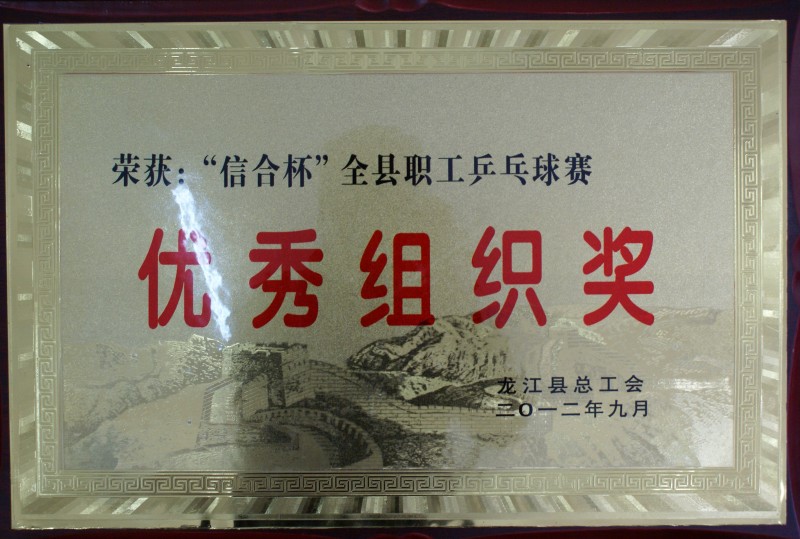 荣获：“信合杯”全县职工乒乓球赛
优秀组织奖
龙江县总工会
二〇一二年九月